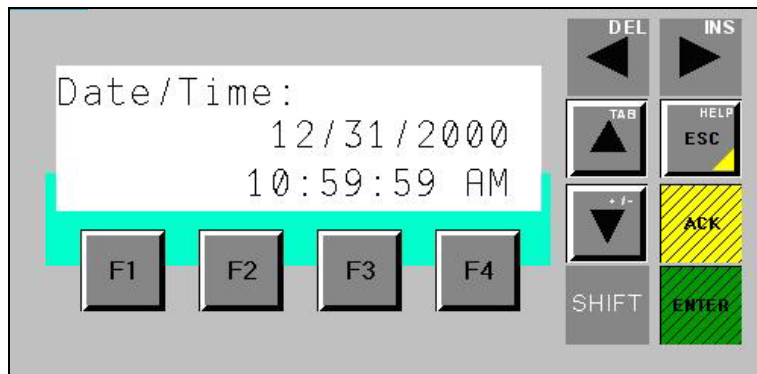 Date/Time:
12/31/2000
10:59:59 AM
F1 F2 F3 F4
DEL INS
TAB HELP
ESC
+/-
ACK
SHIFT ENTER